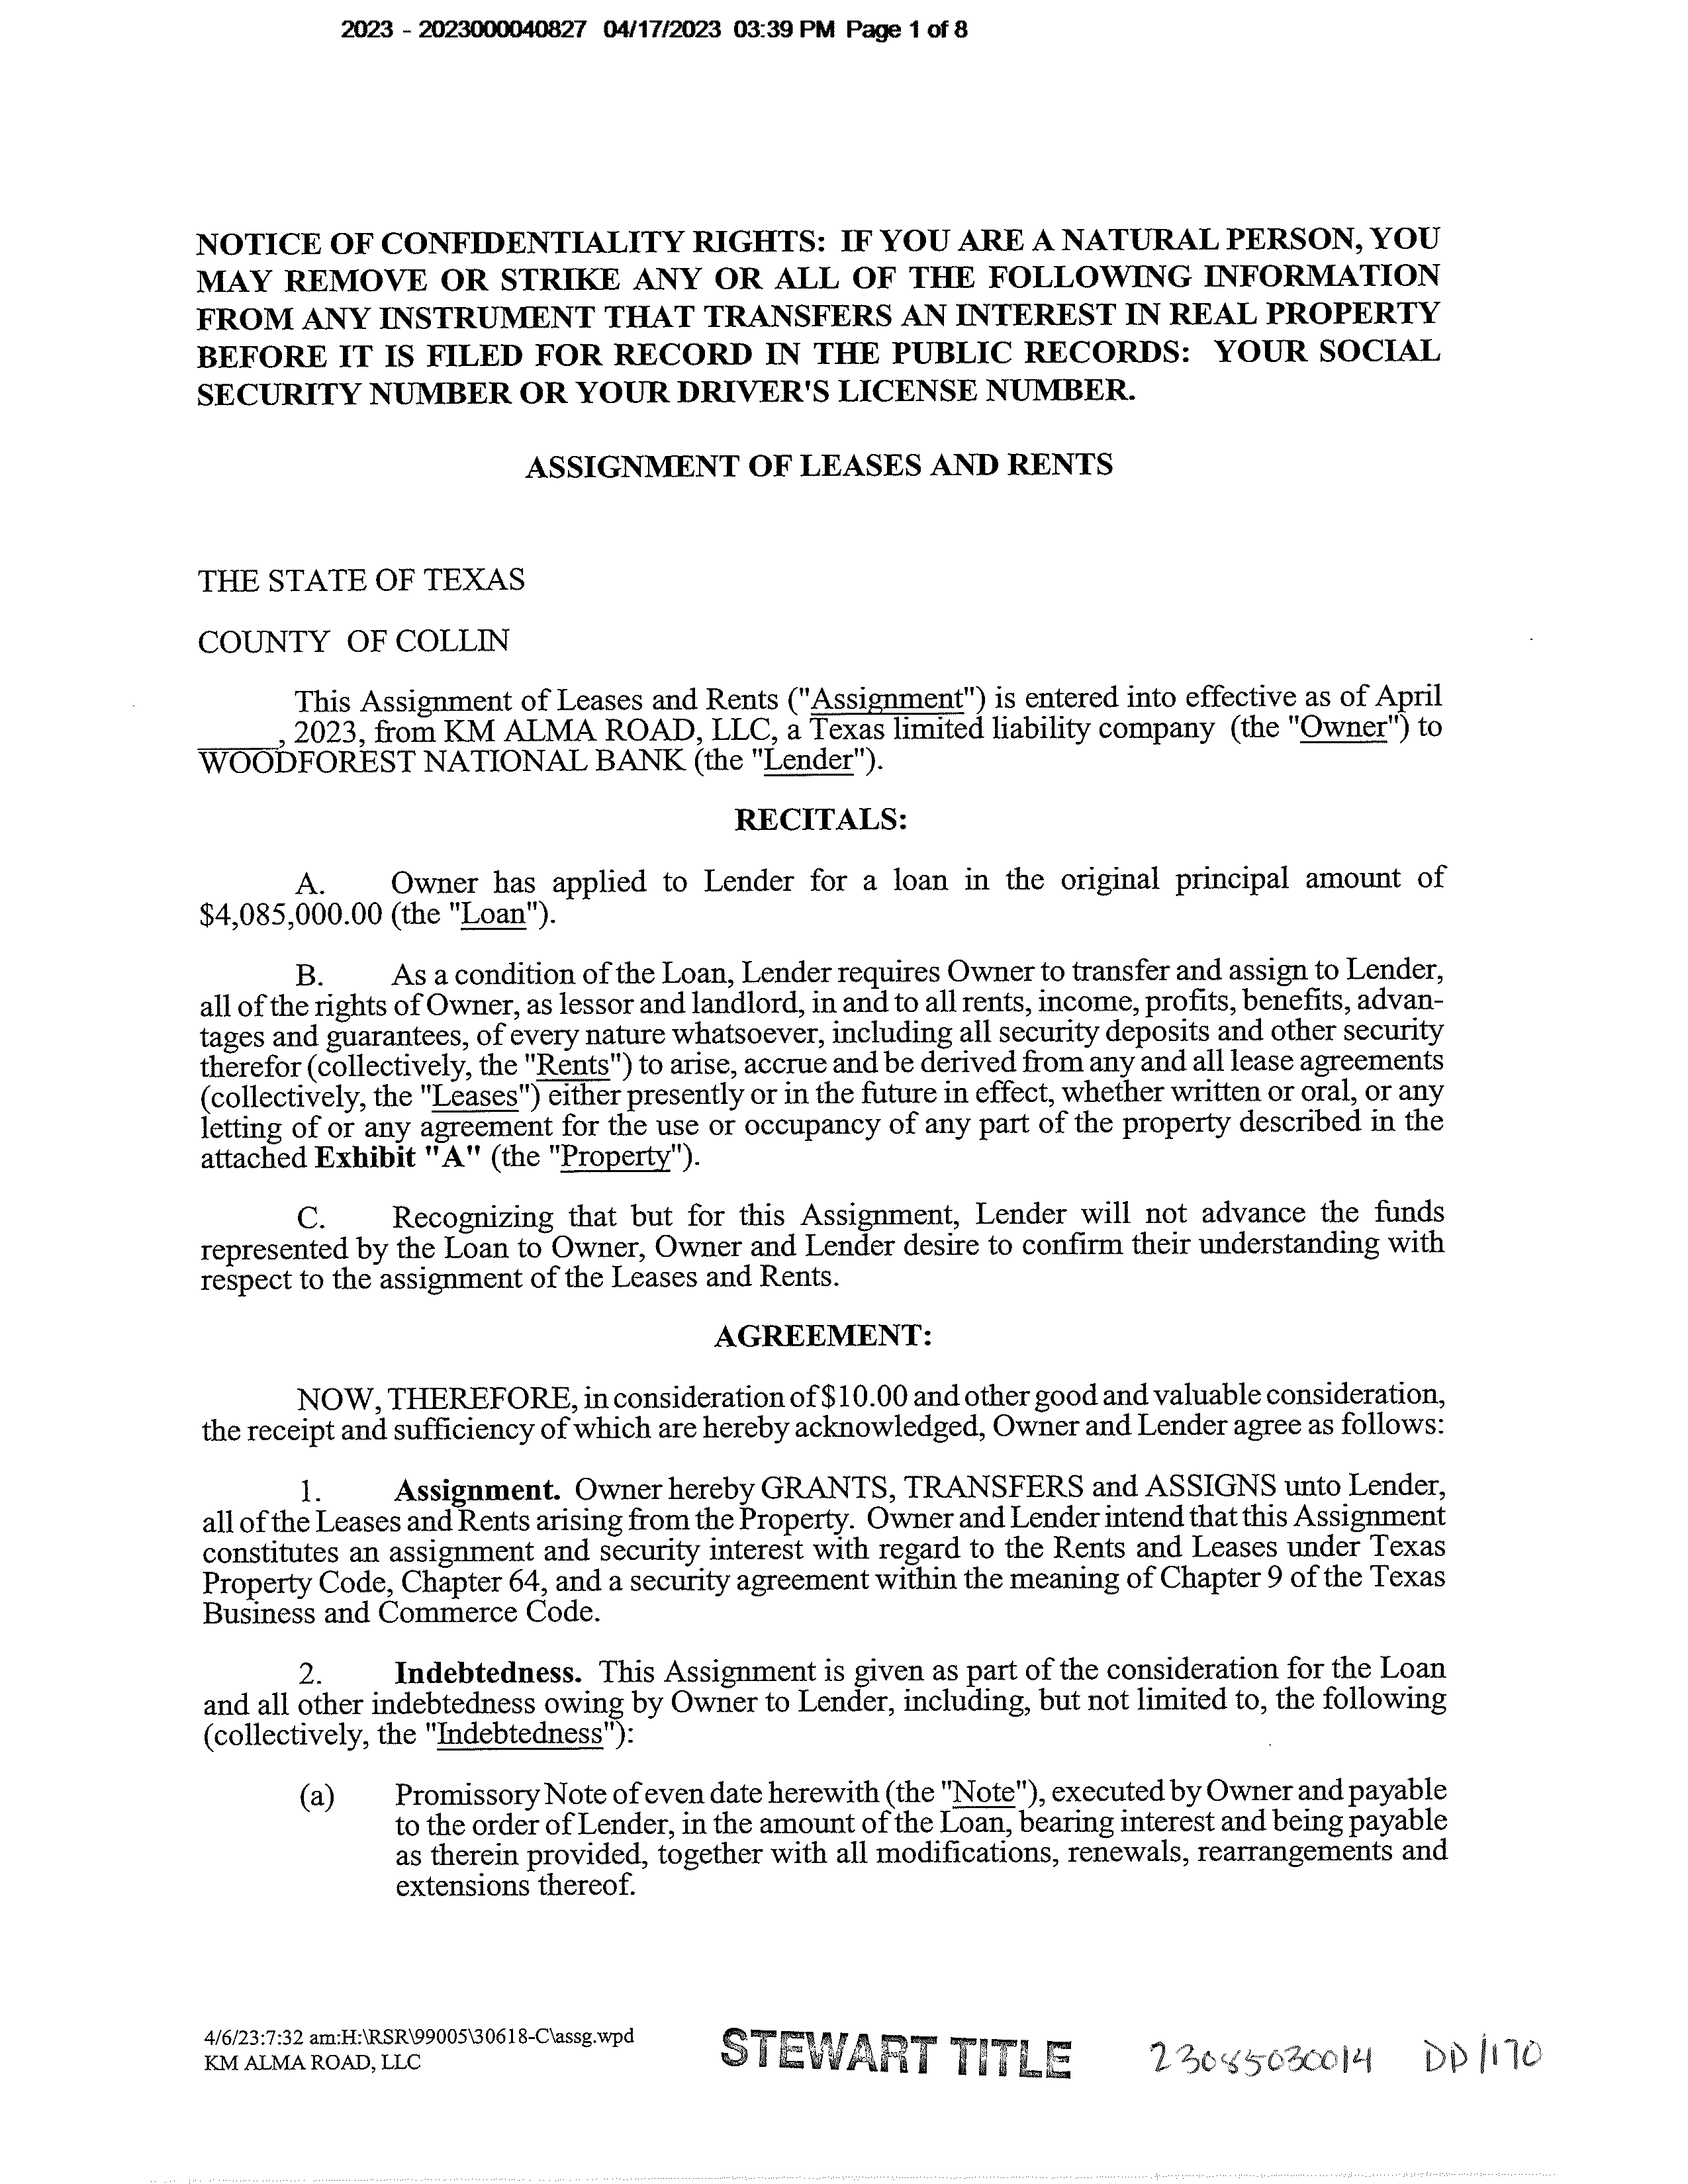 2023 - 2023000040827 04/17/2023 03:39 PM Page 1 of 8
NOTICE OF CONFIDENTIALITY RIGHTS: IF YOU ARE A NATURAL PERSON, YOU
MAY REMOVE OR STRIKE ANY OR ALL OF THE FOLLOWING INFORMATION
FROM ANY INSTRUMENT THAT TRANSFERS AN INTEREST IN REAL PROPERTY
BEFORE IT IS FILED FOR RECORD IN THE PUBLIC RECORDS: YOUR SOCIAL
SECURITY NUMBER OR YOUR DRIVER'S LICENSE NUMBER.
ASSIGNMENT OF LEASES AND RENTS
THE STATE OF TEXAS
COUNTY OF COLLIN
This Assignment of Leases and Rents ("Assignment") is entered into effective as of April
_____, 2023, from KM ALMA ROAD, LLC, a Texas limited liability company (the "Owner") to
WOODFOREST NATIONAL BANK (the "Lender").
RECITALS:
A. Owner has applied to Lender for a loan in the original principal amount of
$4,085,000.00 (the "Loan").
B. As a condition of the Loan, Lender requires Owner to transfer and assign to Lender,
all of the rights of Owner, as lessor and landlord, in and to all rents, income, profits, benefits, advan-
tages and guarantees, of every nature whatsoever, including all security deposits and other security
therefor (collectively, the "Rents") to arise, accrue and be derived from any and all lease agreements
(collectively, the "Leases") either presently or in the future in effect, whether written or oral, or any
letting of or any agreement for the use or occupancy of any part of the property described in the
attached Exhibit "A" (the "Property").
C. Recognizing that but for this Assignment, Lender will not advance the funds
represented by the Loan to Owner, Owner and Lender desire to confirm their understanding with
respect to the assignment of the Leases and Rents.
AGREEMENT:
NOW, THEREFORE, in consideration of $10.00 and other good and valuable consideration,
the receipt and sufficiency of which are hereby acknowledged, Owner and Lender agree as follows:
1. Assignment. Owner hereby GRANTS, TRANSFERS and ASSIGNS unto Lender,
all of the Leases and Rents arising from the Property. Owner and Lender intend that this Assignment
constitutes an assignment and security interest with regard to the Rents and Leases under Texas
Property Code, Chapter 64, and a security agreement within the meaning of Chapter 9 of the Texas
Business and Commerce Code.
2. Indebtedness. This Assignment is given as part of the consideration for the Loan
and all other indebtedness owing by Owner to Lender, including, but not limited to, the following
(collectively, the "Indebtedness"):
(a) Promissory Note of even date herewith (the "Note"), executed by Owner and payable
to the order of Lender, in the amount of the Loan, bearing interest and being payable
as therein provided, together with all modifications, renewals, rearrangements and
extensions thereof.
4/6/23:7:32 am:H:\RSR\99005\30618-C\assg.wpd
KM ALMA ROAD, LLC
STEWART TITLE 23085030014 DD/170